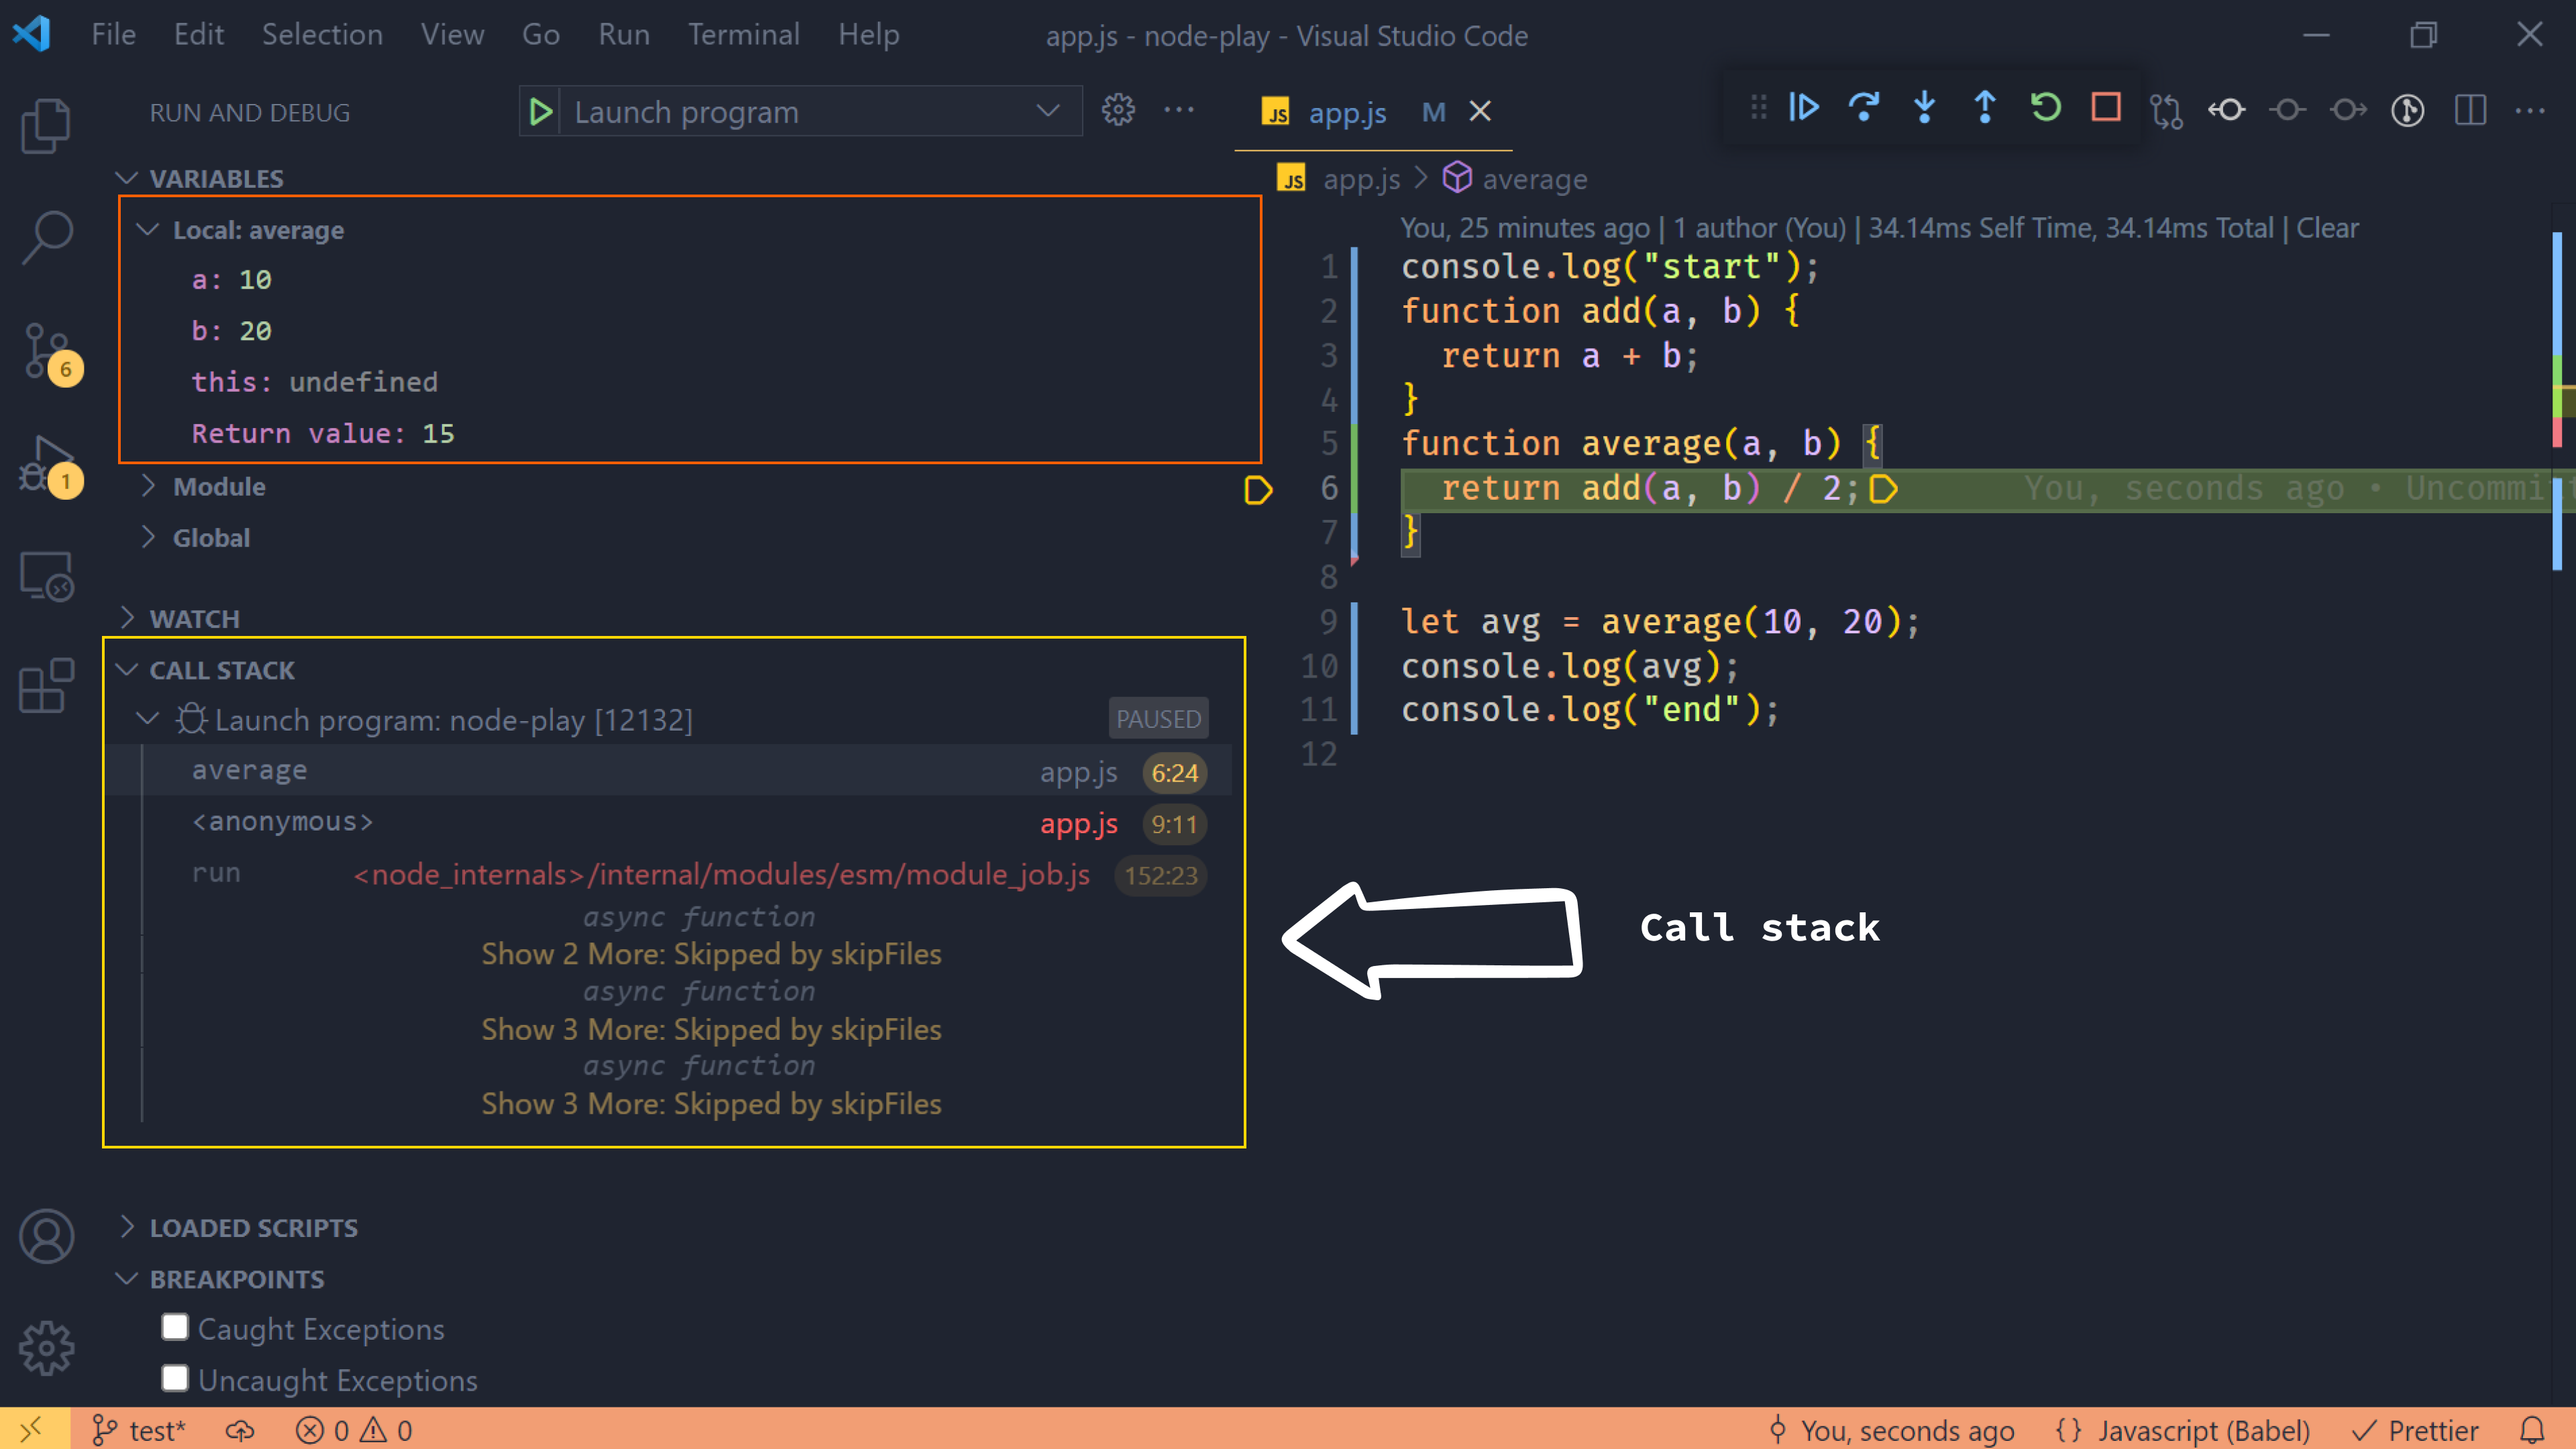 File Edit Selection View Go Run Terminal Help
app.js - node-play - Visual Studio Code
RUN AND DEBUG
Launch program
JS app.js M
VARIABLES
Local: average
a: 10
b: 20
this: undefined
Return value: 15
Module
Global
WATCH
CALL STACK
Launch program: node-play [12132] PAUSED
average app.js 6:24
<anonymous> app.js 9:11
run <node_internals>/internal/modules/esm/module_job.js 152:23
async function
Show 2 More: Skipped by skipFiles
async function
Show 3 More: Skipped by skipFiles
async function
Show 3 More: Skipped by skipFiles
LOADED SCRIPTS
BREAKPOINTS
Caught Exceptions
Uncaught Exceptions
6
1
JS app.js > average
You, 25 minutes ago | 1 author (You) | 34.14ms Self Time, 34.14ms Total | Clear
1 console.log("start");
2 function add(a, b) {
3 return a + b;
4 }
5 function average(a, b) {
6 return add(a, b) / 2; You, seconds ago • Uncommit
7 }
8
9 let avg = average(10, 20);
10 console.log(avg);
11 console.log("end");
12
Call stack
test* 0 0
You, seconds ago {} Javascript (Babel) Prettier